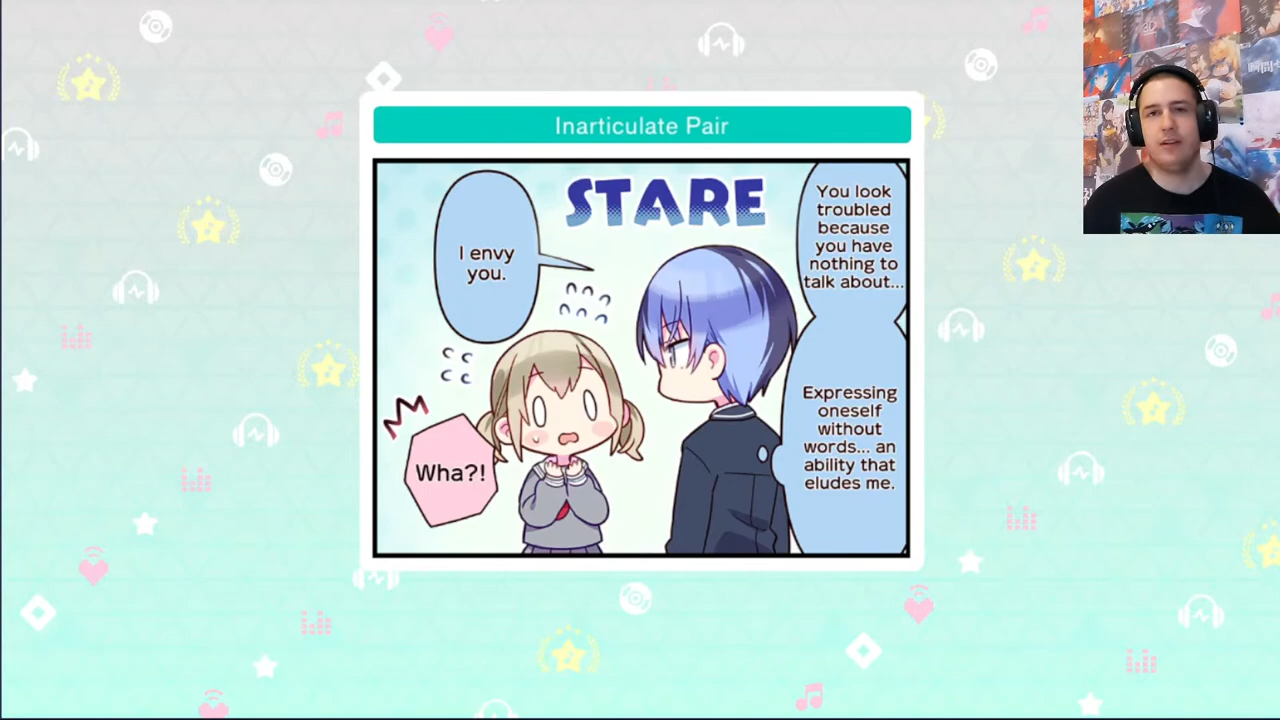 Inarticulate Pair
STARE
You look
troubled
because
you have
nothing to
talk about...
Expressing
oneself
without
words... an
ability that
eludes me.
I envy
you.
Wha?!